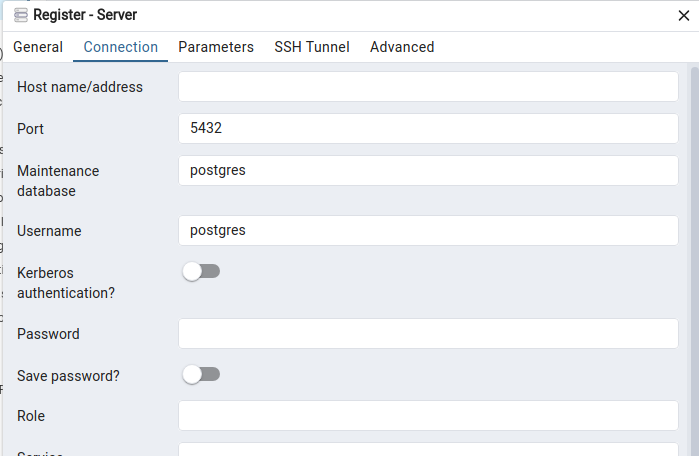 Register - Server
General Connection Parameters SSH Tunnel Advanced
Host name/address
Port 5432
Maintenance database postgres
Username postgres
Kerberos authentication?
Password
Save password?
Role